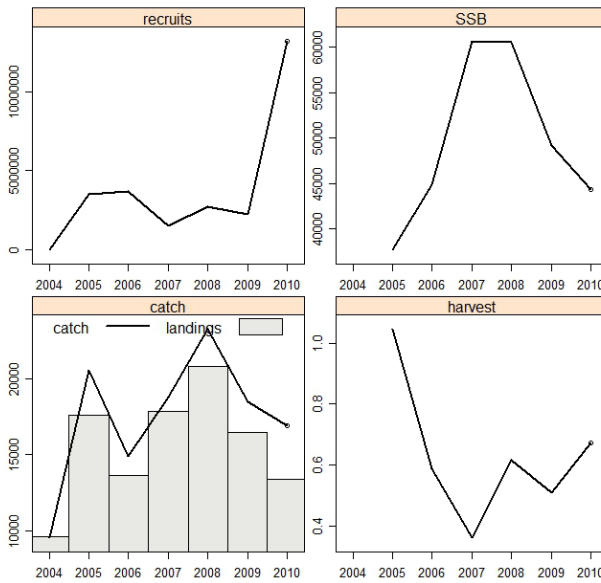 recruits
0 5000000 10000000
2004 2005 2006 2007 2008 2009 2010
SSB
40000 45000 50000 55000 60000
2004 2005 2006 2007 2008 2009 2010
catch
catch landings
10000 15000 20000
2004 2005 2006 2007 2008 2009 2010
harvest
0.4 0.6 0.8 1.0
2004 2005 2006 2007 2008 2009 2010